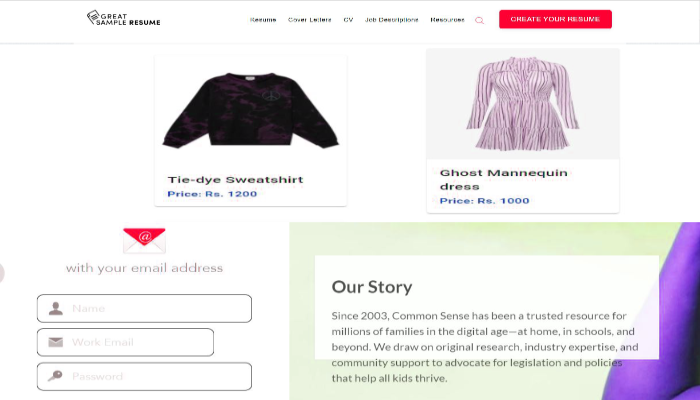 GREAT
SAMPLE RESUME
Resume Cover Letters CV Job Descriptions Resources CREATE YOUR RESUME
Tie-dye Sweatshirt
Price: Rs. 1200
Ghost Mannequin
dress
Price: Rs. 1000
@
with your email address
Name
Work Email
Password
Our Story
Since 2003, Common Sense has been a trusted resource for
millions of families in the digital age—at home, in schools, and
beyond. We draw on original research, industry expertise, and
community support to advocate for legislation and policies
that help all kids thrive.